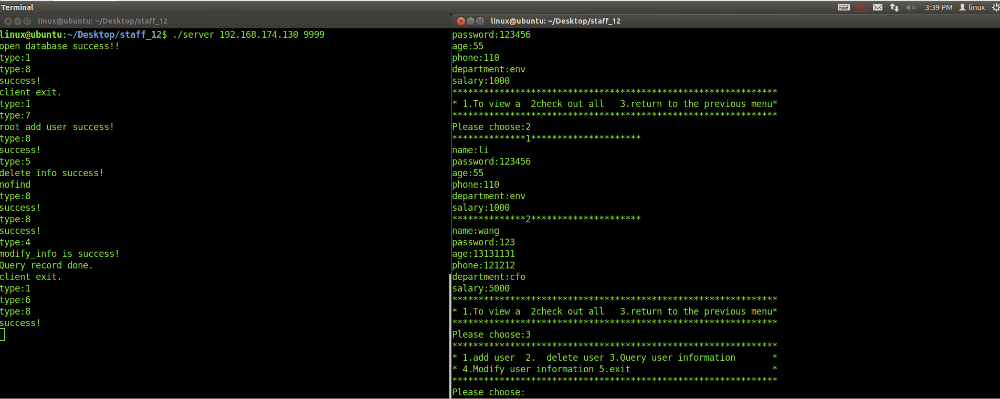 Terminal
3:39 PM linux
linux@ubuntu: ~/Desktop/staff_12
linux@ubuntu:~/Desktop/staff_12$ ./server 192.168.174.130 9999
open database success!!
type:1
type:8
success!
client exit.
type:1
type:7
root add user success!
type:8
success!
type:5
delete info success!
nofind
type:8
success!
type:8
success!
type:4
modify_info is success!
Query record done.
client exit.
type:1
type:6
type:8
success!
linux@ubuntu: ~/Desktop/staff_12
password:123456
age:55
phone:110
department:env
salary:1000
**************************************************************
* 1.To view a  2check out all   3.return to the previous menu*
**************************************************************
Please choose:2
**************1*********************
name:li
password:123456
age:55
phone:110
department:env
salary:1000
**************2*********************
name:wang
password:123
age:13131131
phone:121212
department:cfo
salary:5000
**************************************************************
* 1.To view a  2check out all   3.return to the previous menu*
**************************************************************
Please choose:3
**************************************************************
* 1.add user  2.  delete user 3.Query user information       *
* 4.Modify user information 5.exit                           *
**************************************************************
Please choose: